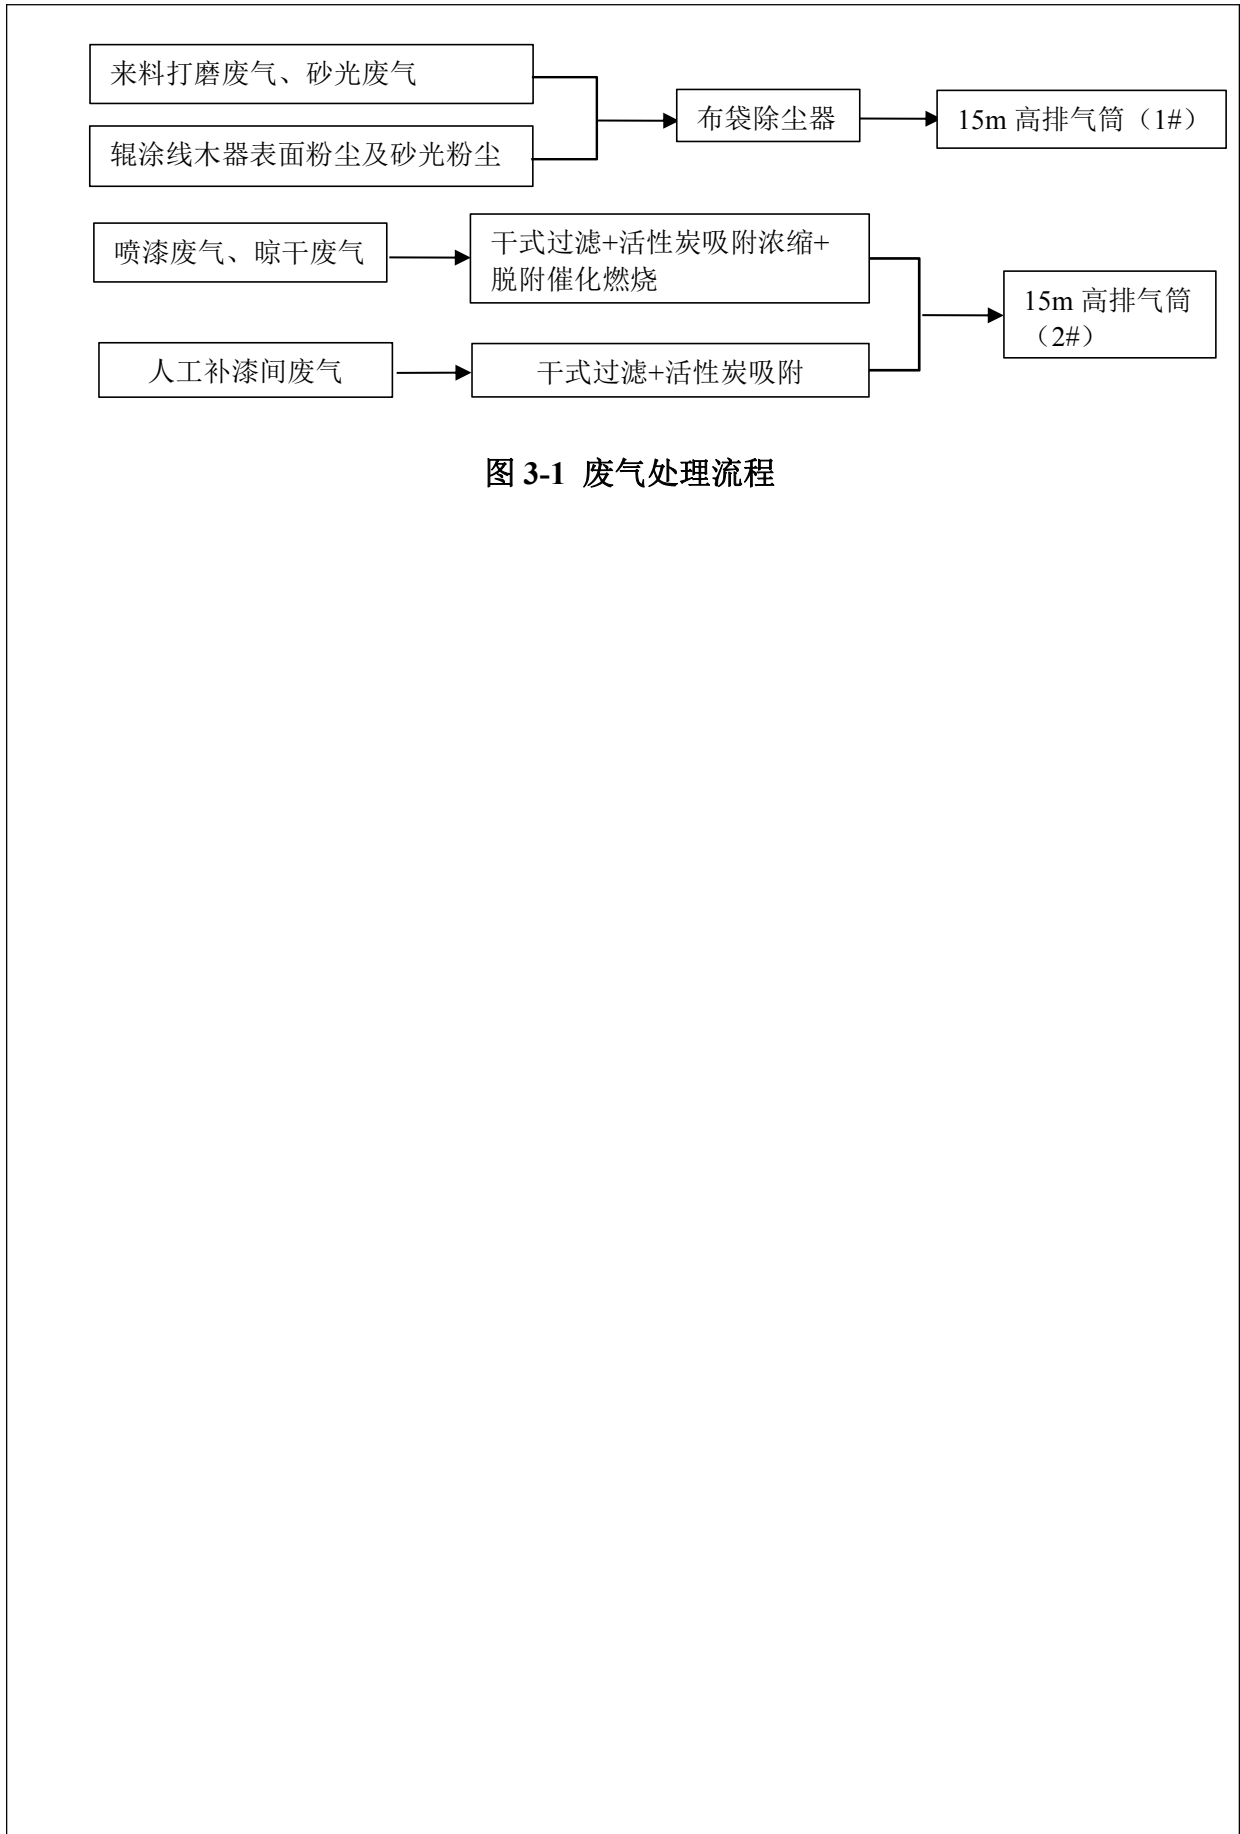 来料打磨废气、砂光废气
辊涂线木器表面粉尘及砂光粉尘
布袋除尘器
15m 高排气筒（1#）
喷漆废气、晾干废气
干式过滤+活性炭吸附浓缩+
脱附催化燃烧
人工补漆间废气
干式过滤+活性炭吸附
15m 高排气筒
（2#）
图 3-1 废气处理流程